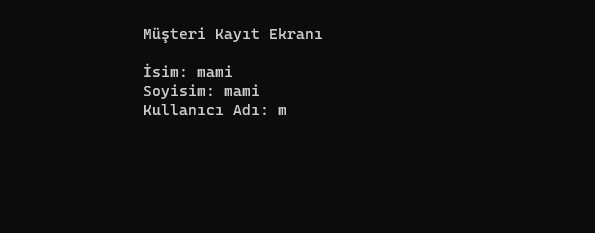 Müşteri Kayıt Ekranı
İsim: mami
Soyisim: mami
Kullanıcı Adı: m